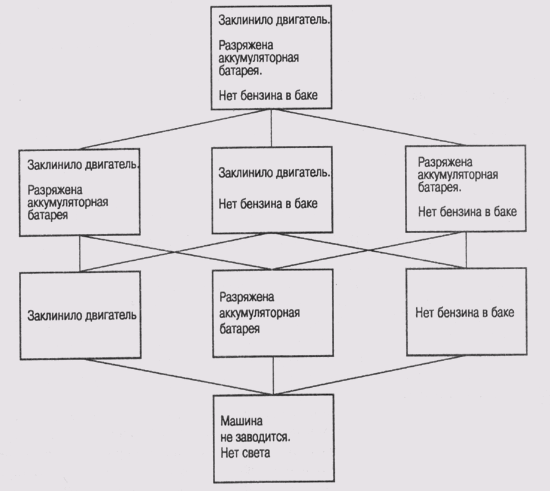 Заклинило двигатель.
Разряжена
аккумуляторная
батарея.
Нет бензина в баке
Заклинило двигатель.
Разряжена
аккумуляторная
батарея
Заклинило двигатель.
Нет бензина в баке
Разряжена
аккумуляторная
батарея.
Нет бензина в баке
Заклинило двигатель
Разряжена
аккумуляторная
батарея
Нет бензина в баке
Машина
не заводится.
Нет света